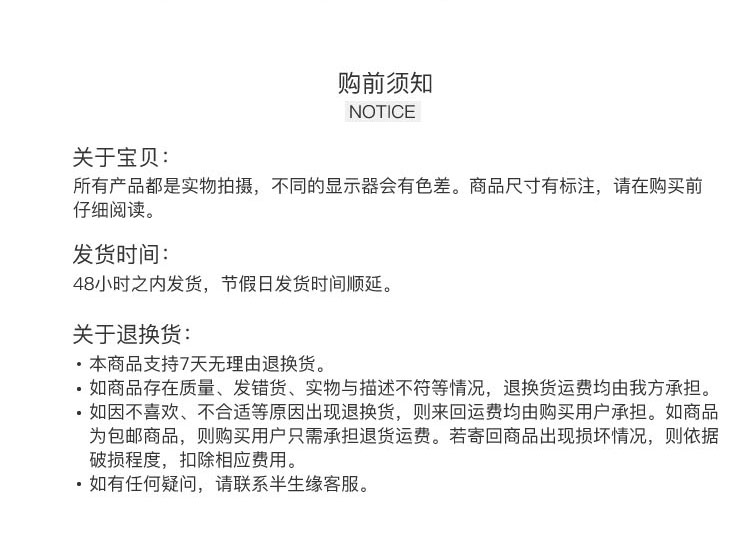 购前须知
NOTICE
关于宝贝：
所有产品都是实物拍摄，不同的显示器会有色差。商品尺寸有标注，请在购买前
仔细阅读。
发货时间：
48小时之内发货，节假日发货时间顺延。
关于退换货：
• 本商品支持7天无理由退换货。
• 如商品存在质量、发错货、实物与描述不符等情况，退换货运费均由我方承担。
• 如因不喜欢、不合适等原因出现退换货，则来回运费均由购买用户承担。如商品
为包邮商品，则购买用户只需承担退货运费。若寄回商品出现损坏情况，则依据
破损程度，扣除相应费用。
• 如有任何疑问，请联系半生缘客服。